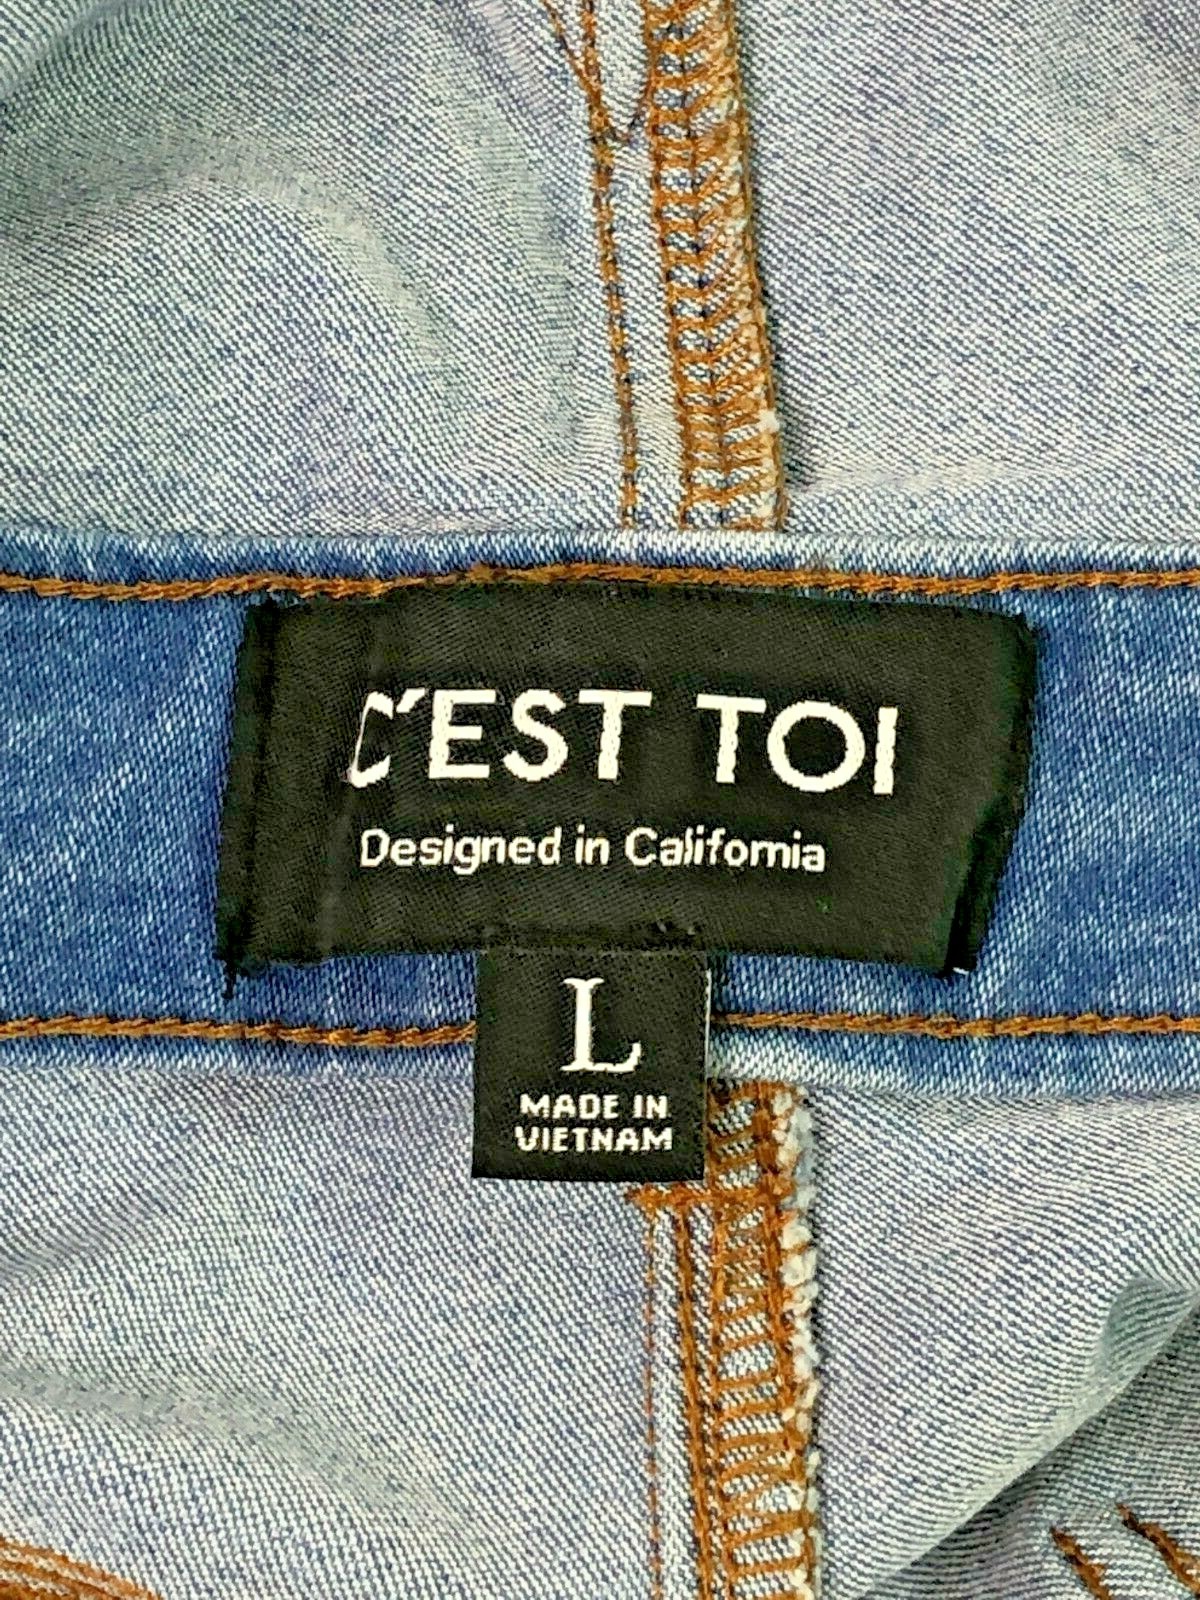 C'EST TOI
Designed in California
L
MADE IN
VIETNAM